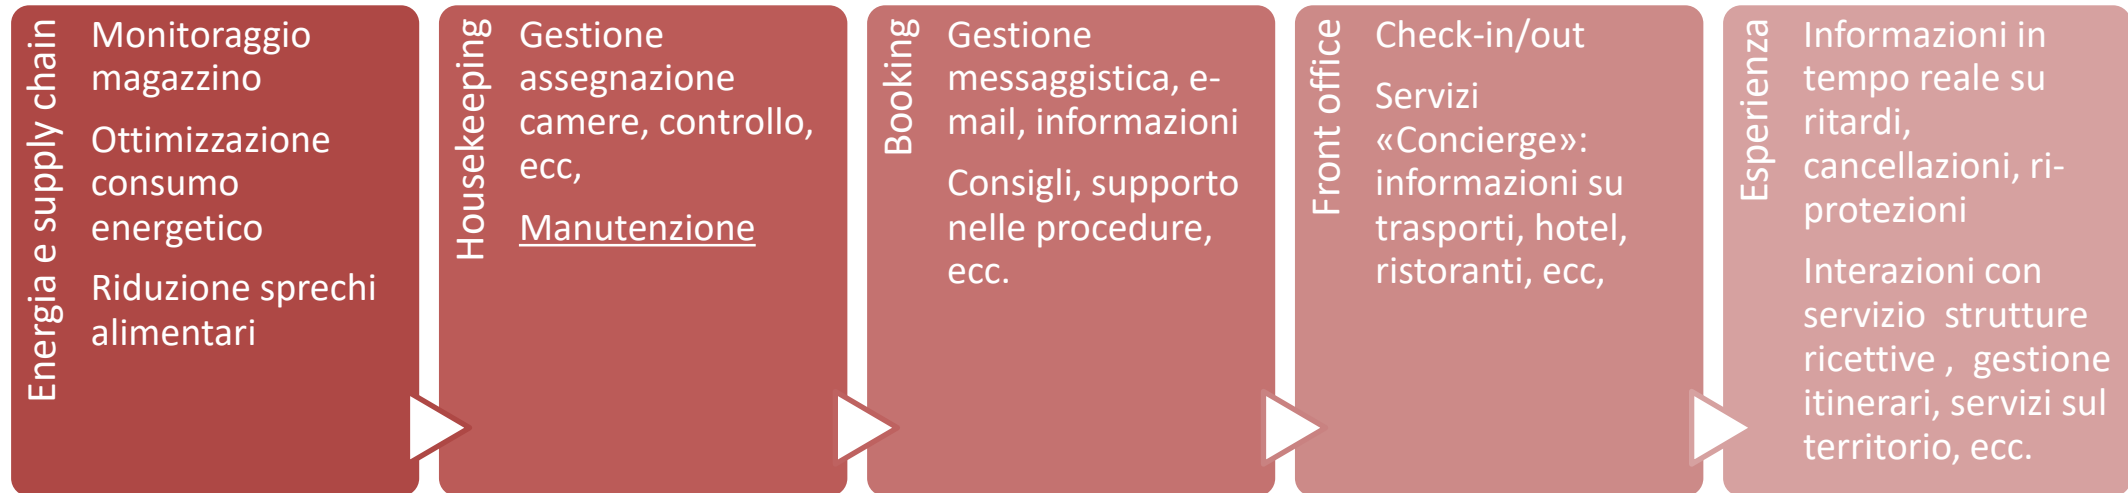 Energia e supply chain
Monitoraggio
magazzino
Ottimizzazione
consumo
energetico
Riduzione sprechi
alimentari
Housekeeping
Gestione
assegnazione
camere, controllo,
ecc,
Manutenzione
Booking
Gestione
messaggistica, e-
mail, informazioni
Consigli, supporto
nelle procedure,
ecc.
Front office
Check-in/out
Servizi
«Concierge»:
informazioni su
trasporti, hotel,
ristoranti, ecc,
Esperienza
Informazioni in
tempo reale su
ritardi,
cancellazioni, ri-
protezioni
Interazioni con
servizio  strutture
ricettive ,  gestione
itinerari, servizi sul
territorio, ecc.